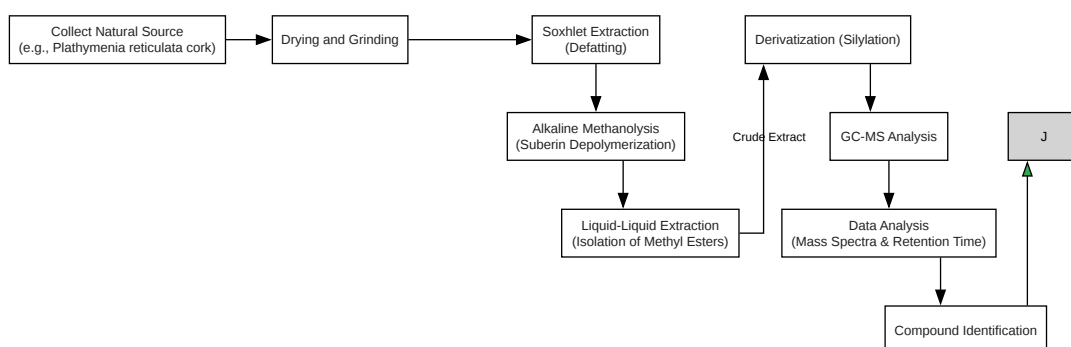 Collect Natural Source
(e.g., Plathymenia reticulata cork)
Drying and Grinding
Soxhlet Extraction
(Defatting)
Alkaline Methanolysis
(Suberin Depolymerization)
Liquid-Liquid Extraction
(Isolation of Methyl Esters)
Crude Extract
Derivatization (Silylation)
GC-MS Analysis
Data Analysis
(Mass Spectra & Retention Time)
Compound Identification
J